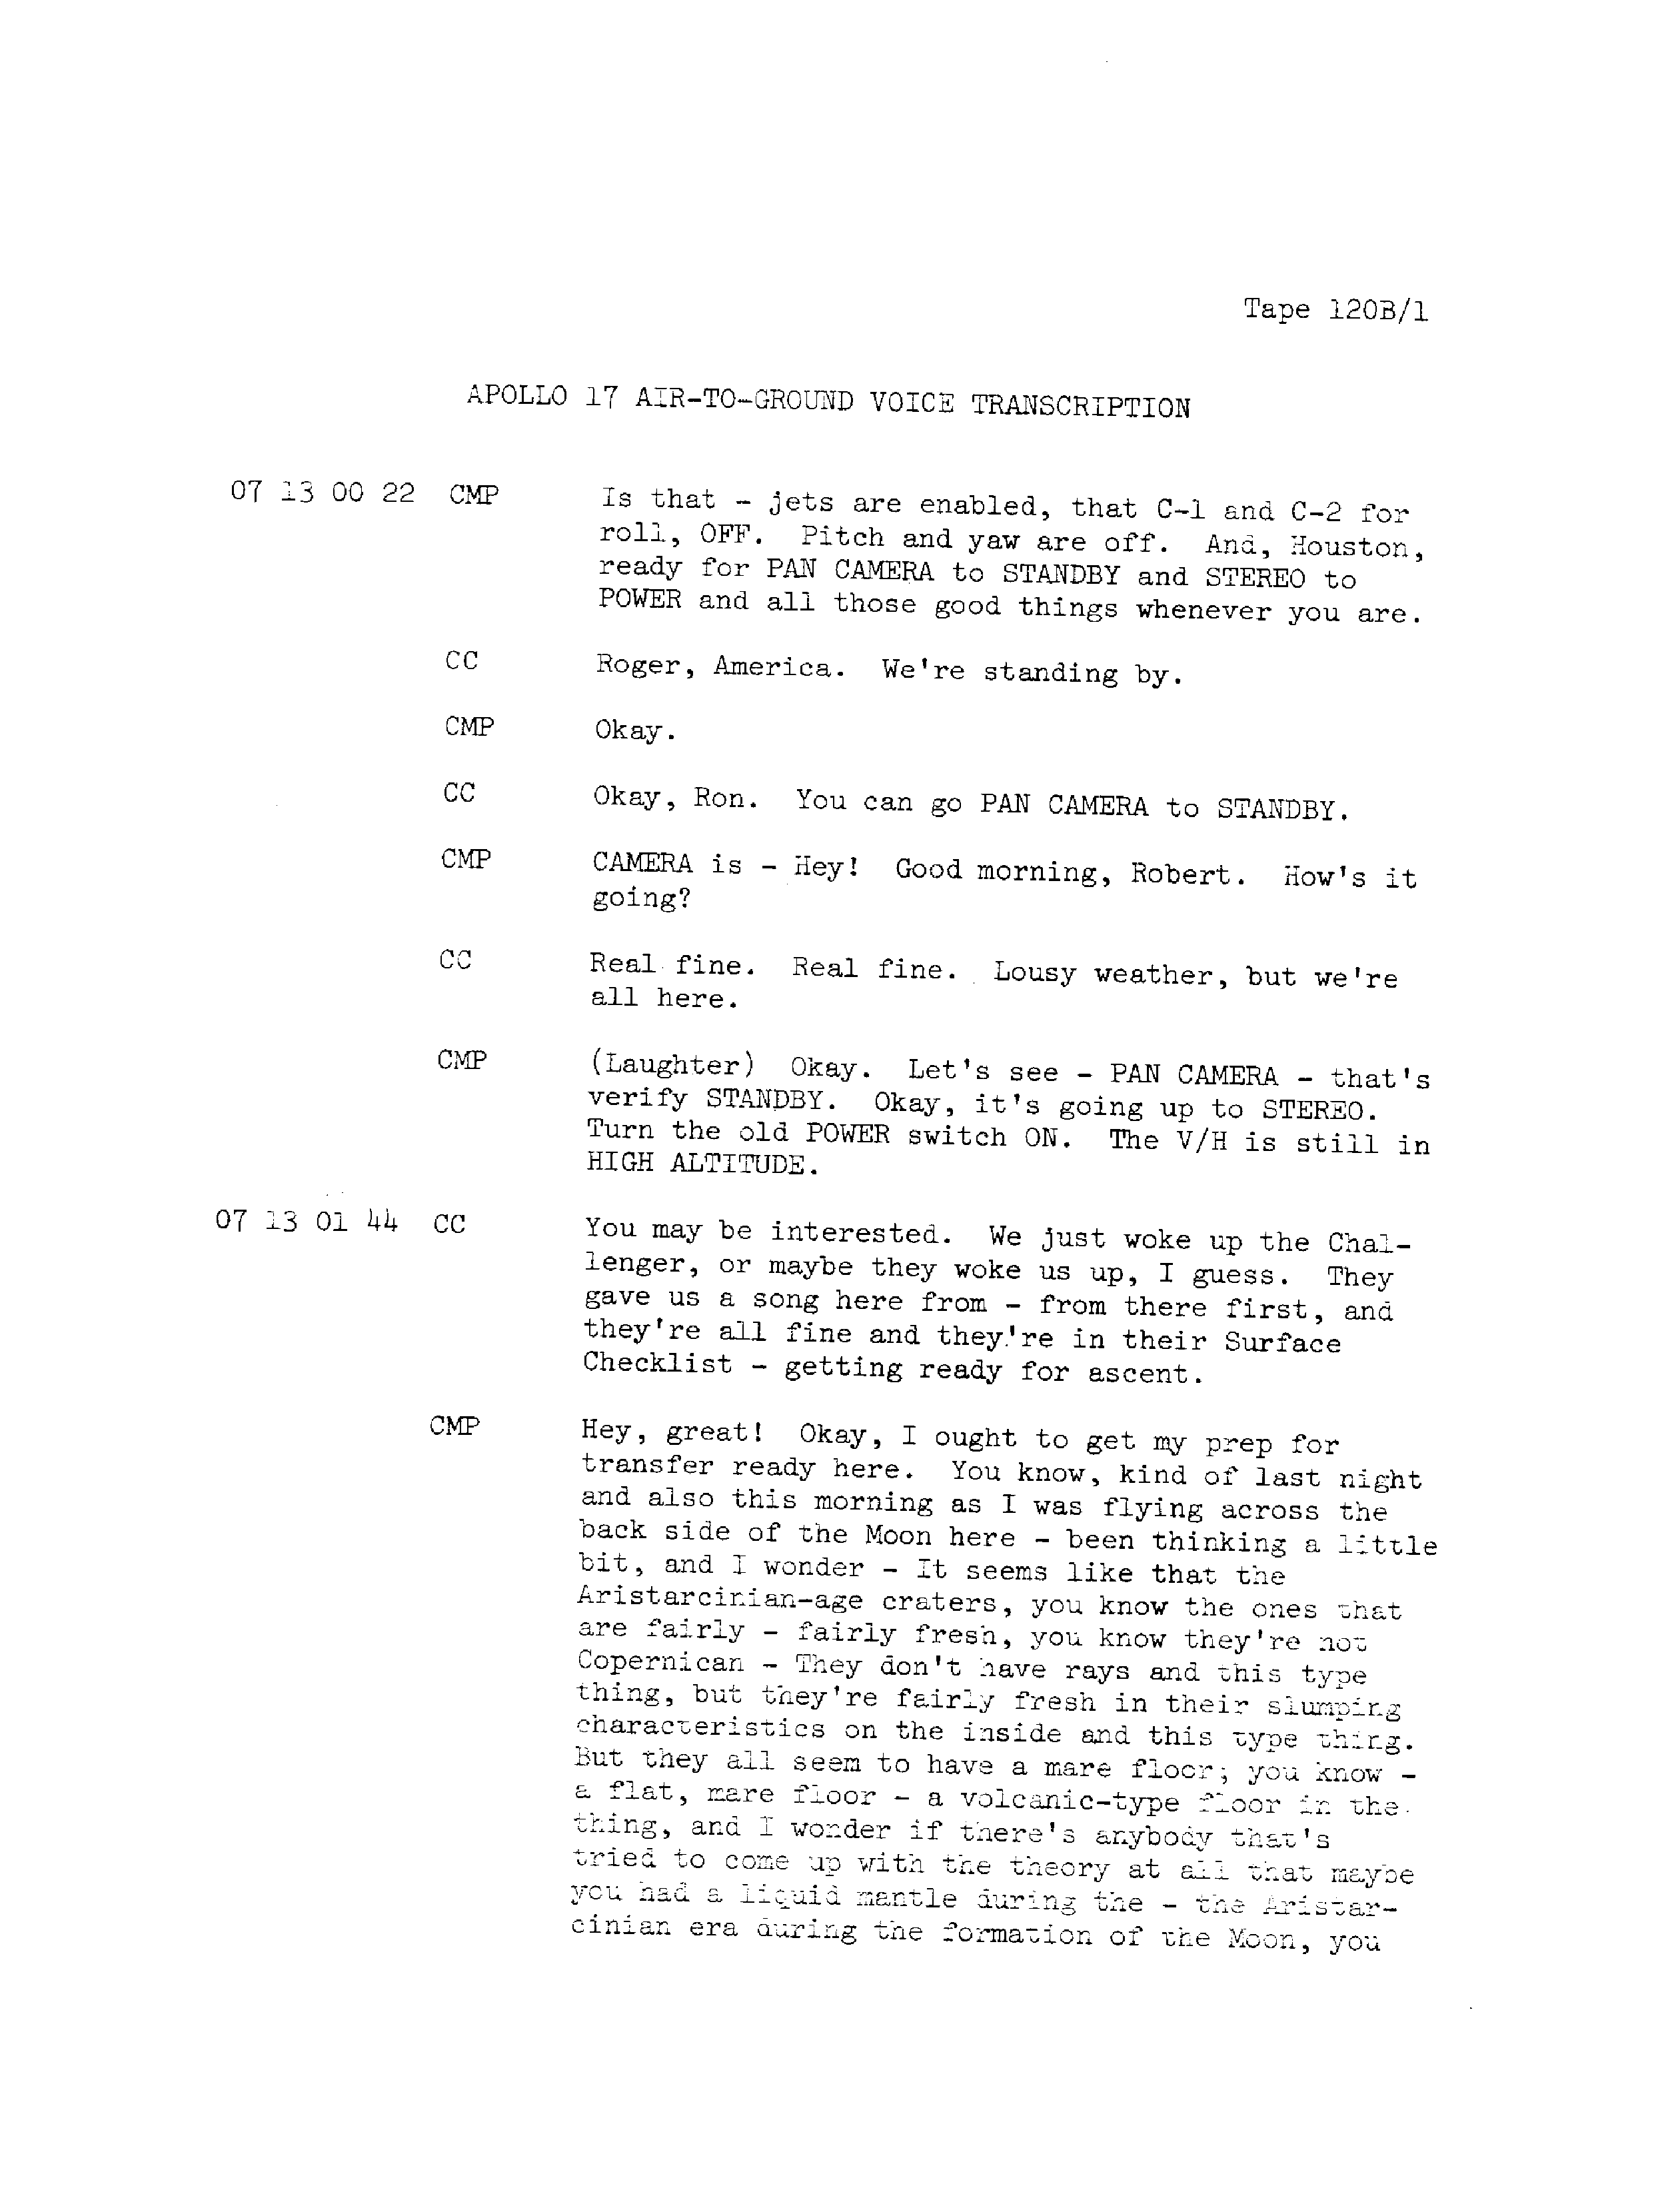 Tape 120B/1
APOLLO 17 AIR-TO-GROUND VOICE TRANSCRIPTION
07 13 00 22 CMP Is that - jets are enabled, that C-1 and C-2 for
roll, OFF. Pitch and yaw are off. And, Houston,
ready for PAN CAMERA to STANDBY and STEREO to
POWER and all those good things whenever you are.
CC Roger, America. We're standing by.
CMP Okay.
CC Okay, Ron. You can go PAN CAMERA to STANDBY.
CMP CAMERA is - Hey! Good morning, Robert. How's it
going?
CC Real fine. Real fine. Lousy weather, but we're
all here.
CMP (Laughter) Okay. Let's see - PAN CAMERA - that's
verify STANDBY. Okay, it's going up to STEREO.
Turn the old POWER switch ON. The V/H is still in
HIGH ALTITUDE.
07 13 01 44 CC You may be interested. We just woke up the Chal-
lenger, or maybe they woke us up, I guess. They
gave us a song here from - from there first, and
they're all fine and they're in their Surface
Checklist - getting ready for ascent.
CMP Hey, great! Okay, I ought to get my prep for
transfer ready here. You know, kind of last night
and also this morning as I was flying across the
back side of the Moon here - been thinking a little
bit, and I wonder - It seems like that the
Aristarcinian-age craters, you know the ones that
are fairly - fairly fresh, you know they're not
Copernican - They don't have rays and this type
thing, but they're fairly fresh in their slumping
characteristics on the inside and this type thing.
But they all seem to have a mare floor; you know -
a flat, mare floor - a volcanic-type floor in the
thing, and I wonder if there's anybody that's
tried to come up with the theory at all that maybe
you had a liquid mantle during the - the Aristar-
cinian era during the formation of the Moon, you